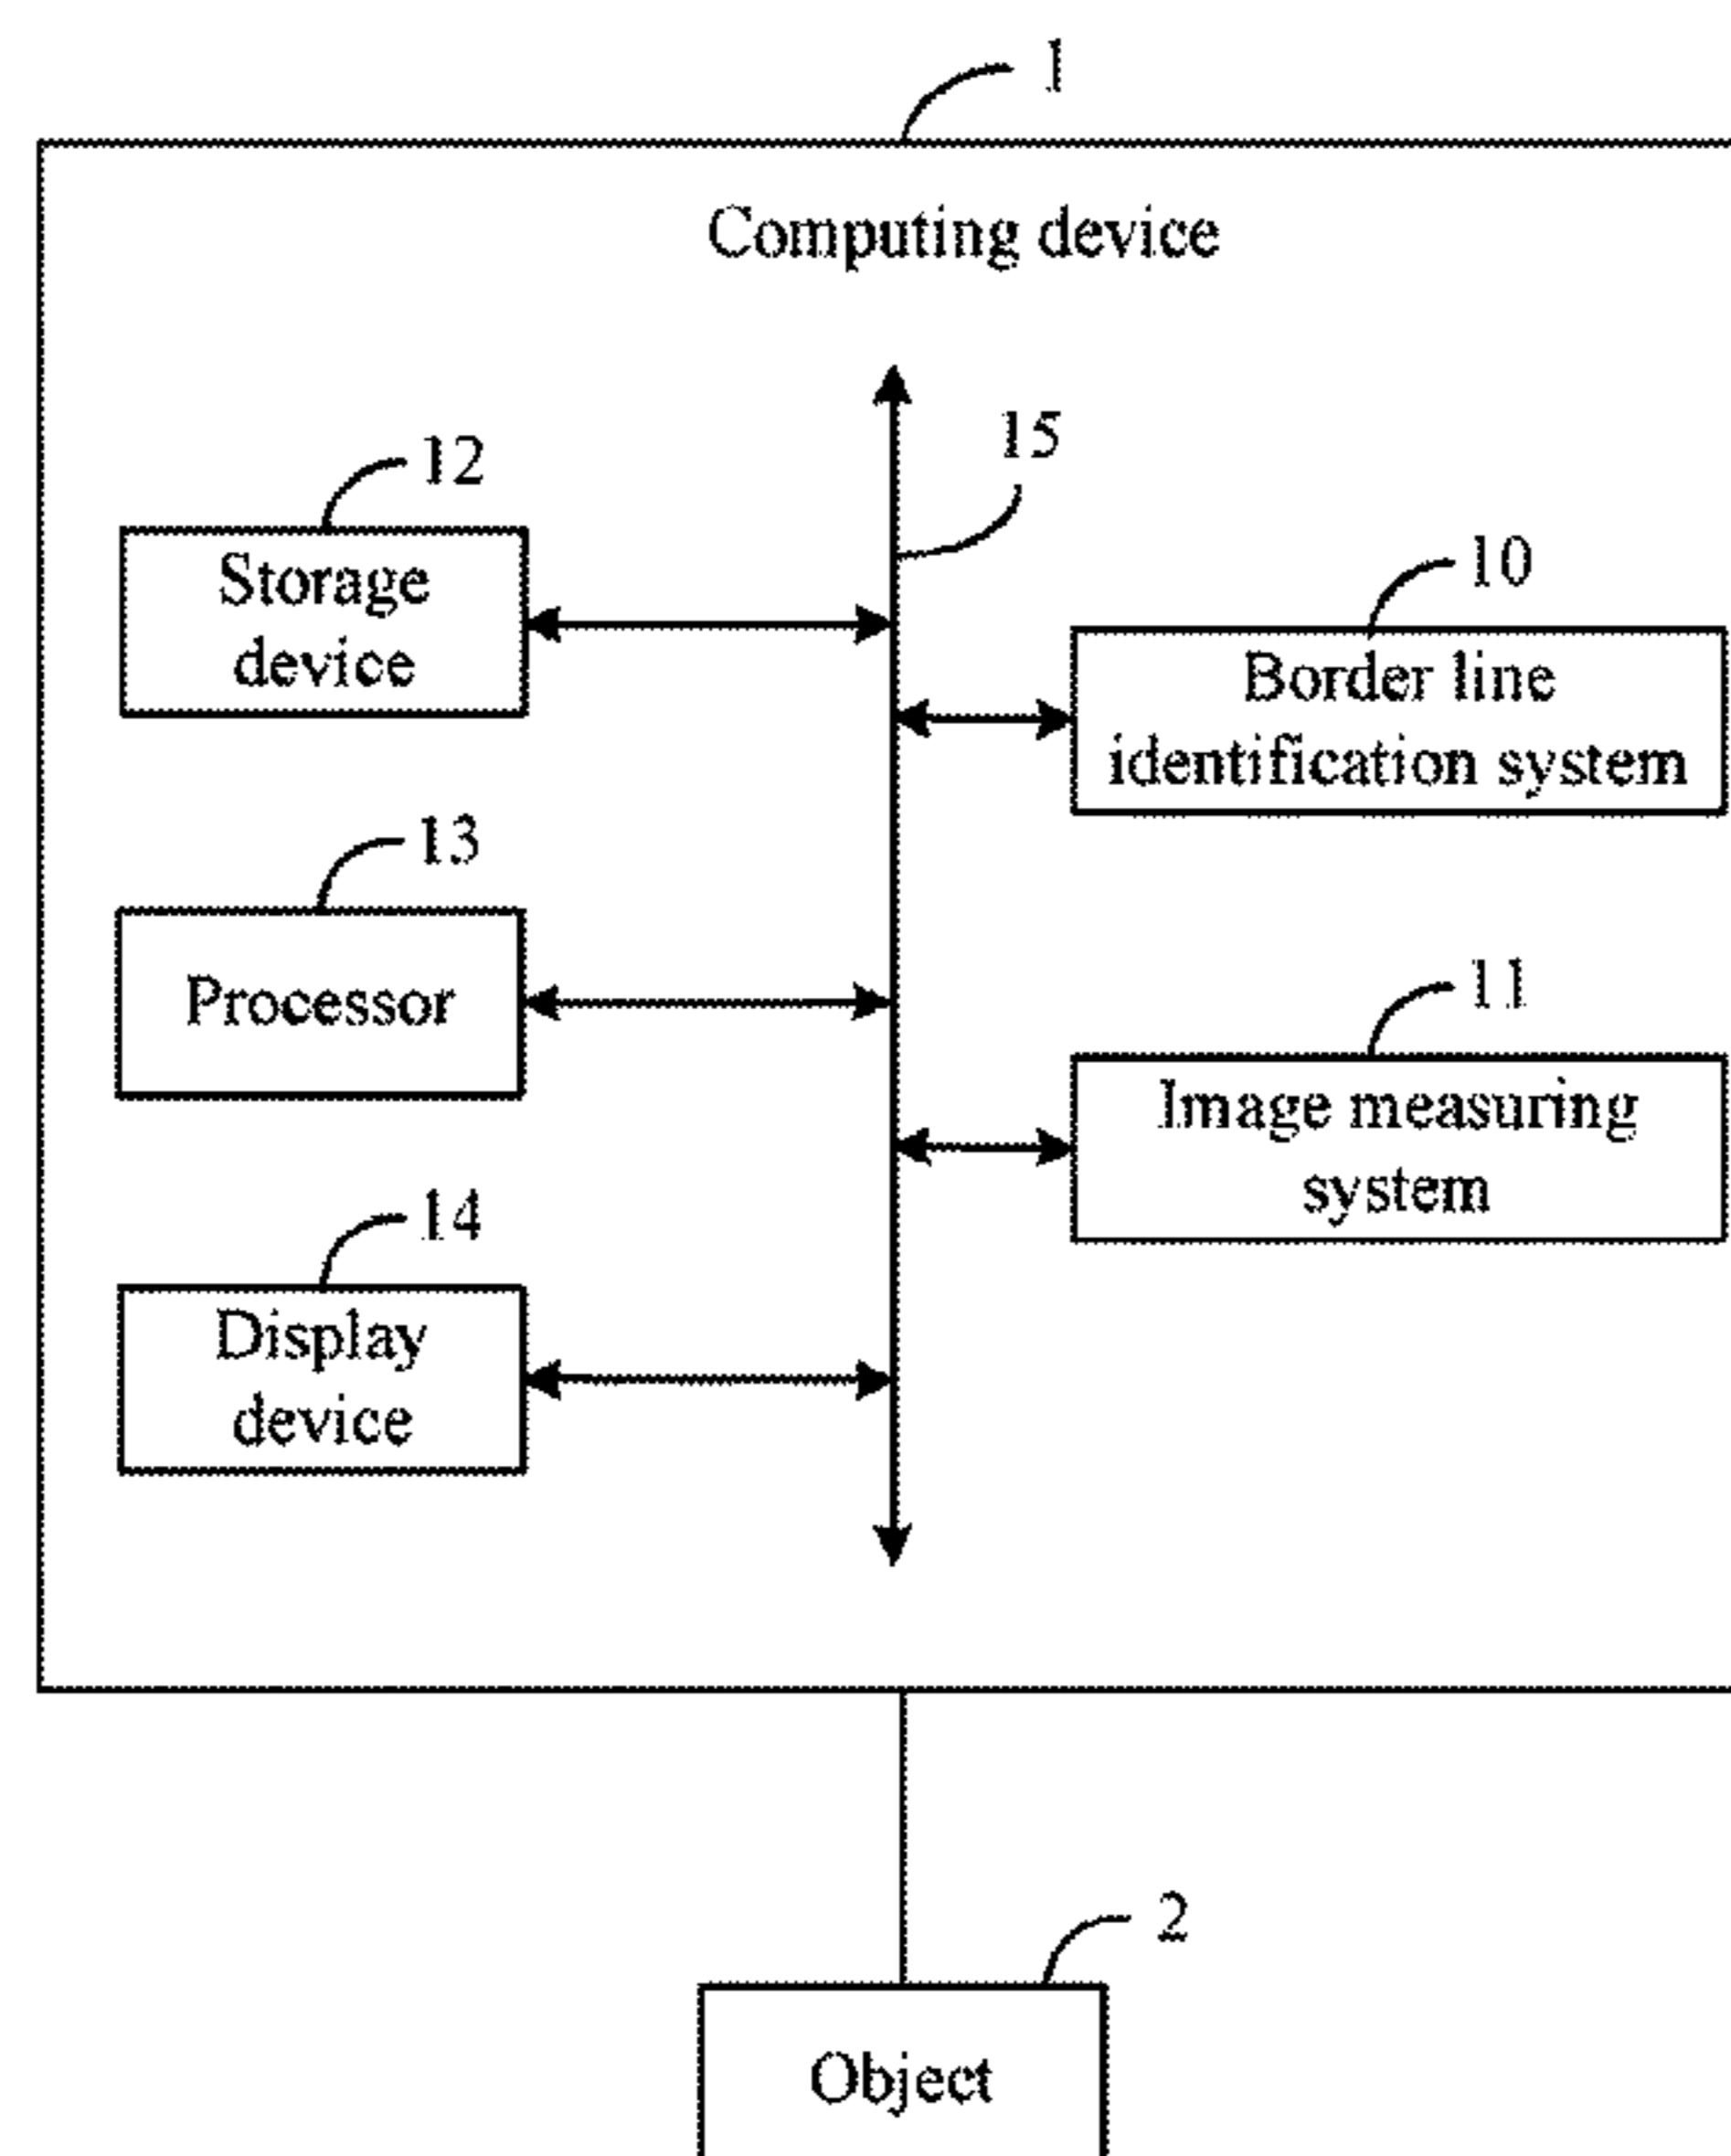 1
Computing device
15
12
Storage
device
10
Border line
identification system
13
Processor
11
Image measuring
system
14
Display
device
2
Object